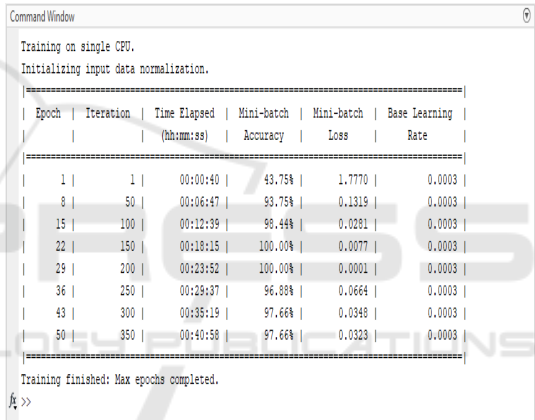 Command Window
Training on single CPU.
Initializing input data normalization.
|======================================================================|
| Epoch | Iteration | Time Elapsed | Mini-batch | Mini-batch | Base Learning |
| | | (hh:mm:ss) | Accuracy | Loss | Rate |
|======================================================================|
| 1 | 1 | 00:00:40 | 43.75% | 1.7770 | 0.0003 |
| 8 | 50 | 00:06:47 | 93.75% | 0.1319 | 0.0003 |
| 15 | 100 | 00:12:39 | 98.44% | 0.0281 | 0.0003 |
| 22 | 150 | 00:18:15 | 100.00% | 0.0077 | 0.0003 |
| 29 | 200 | 00:23:52 | 100.00% | 0.0001 | 0.0003 |
| 36 | 250 | 00:29:37 | 96.88% | 0.0664 | 0.0003 |
| 43 | 300 | 00:35:19 | 97.66% | 0.0348 | 0.0003 |
| 50 | 350 | 00:40:58 | 97.66% | 0.0323 | 0.0003 |
|======================================================================|
Training finished: Max epochs completed.
fx >>
PRESS
LOGY PUBLICATIONS